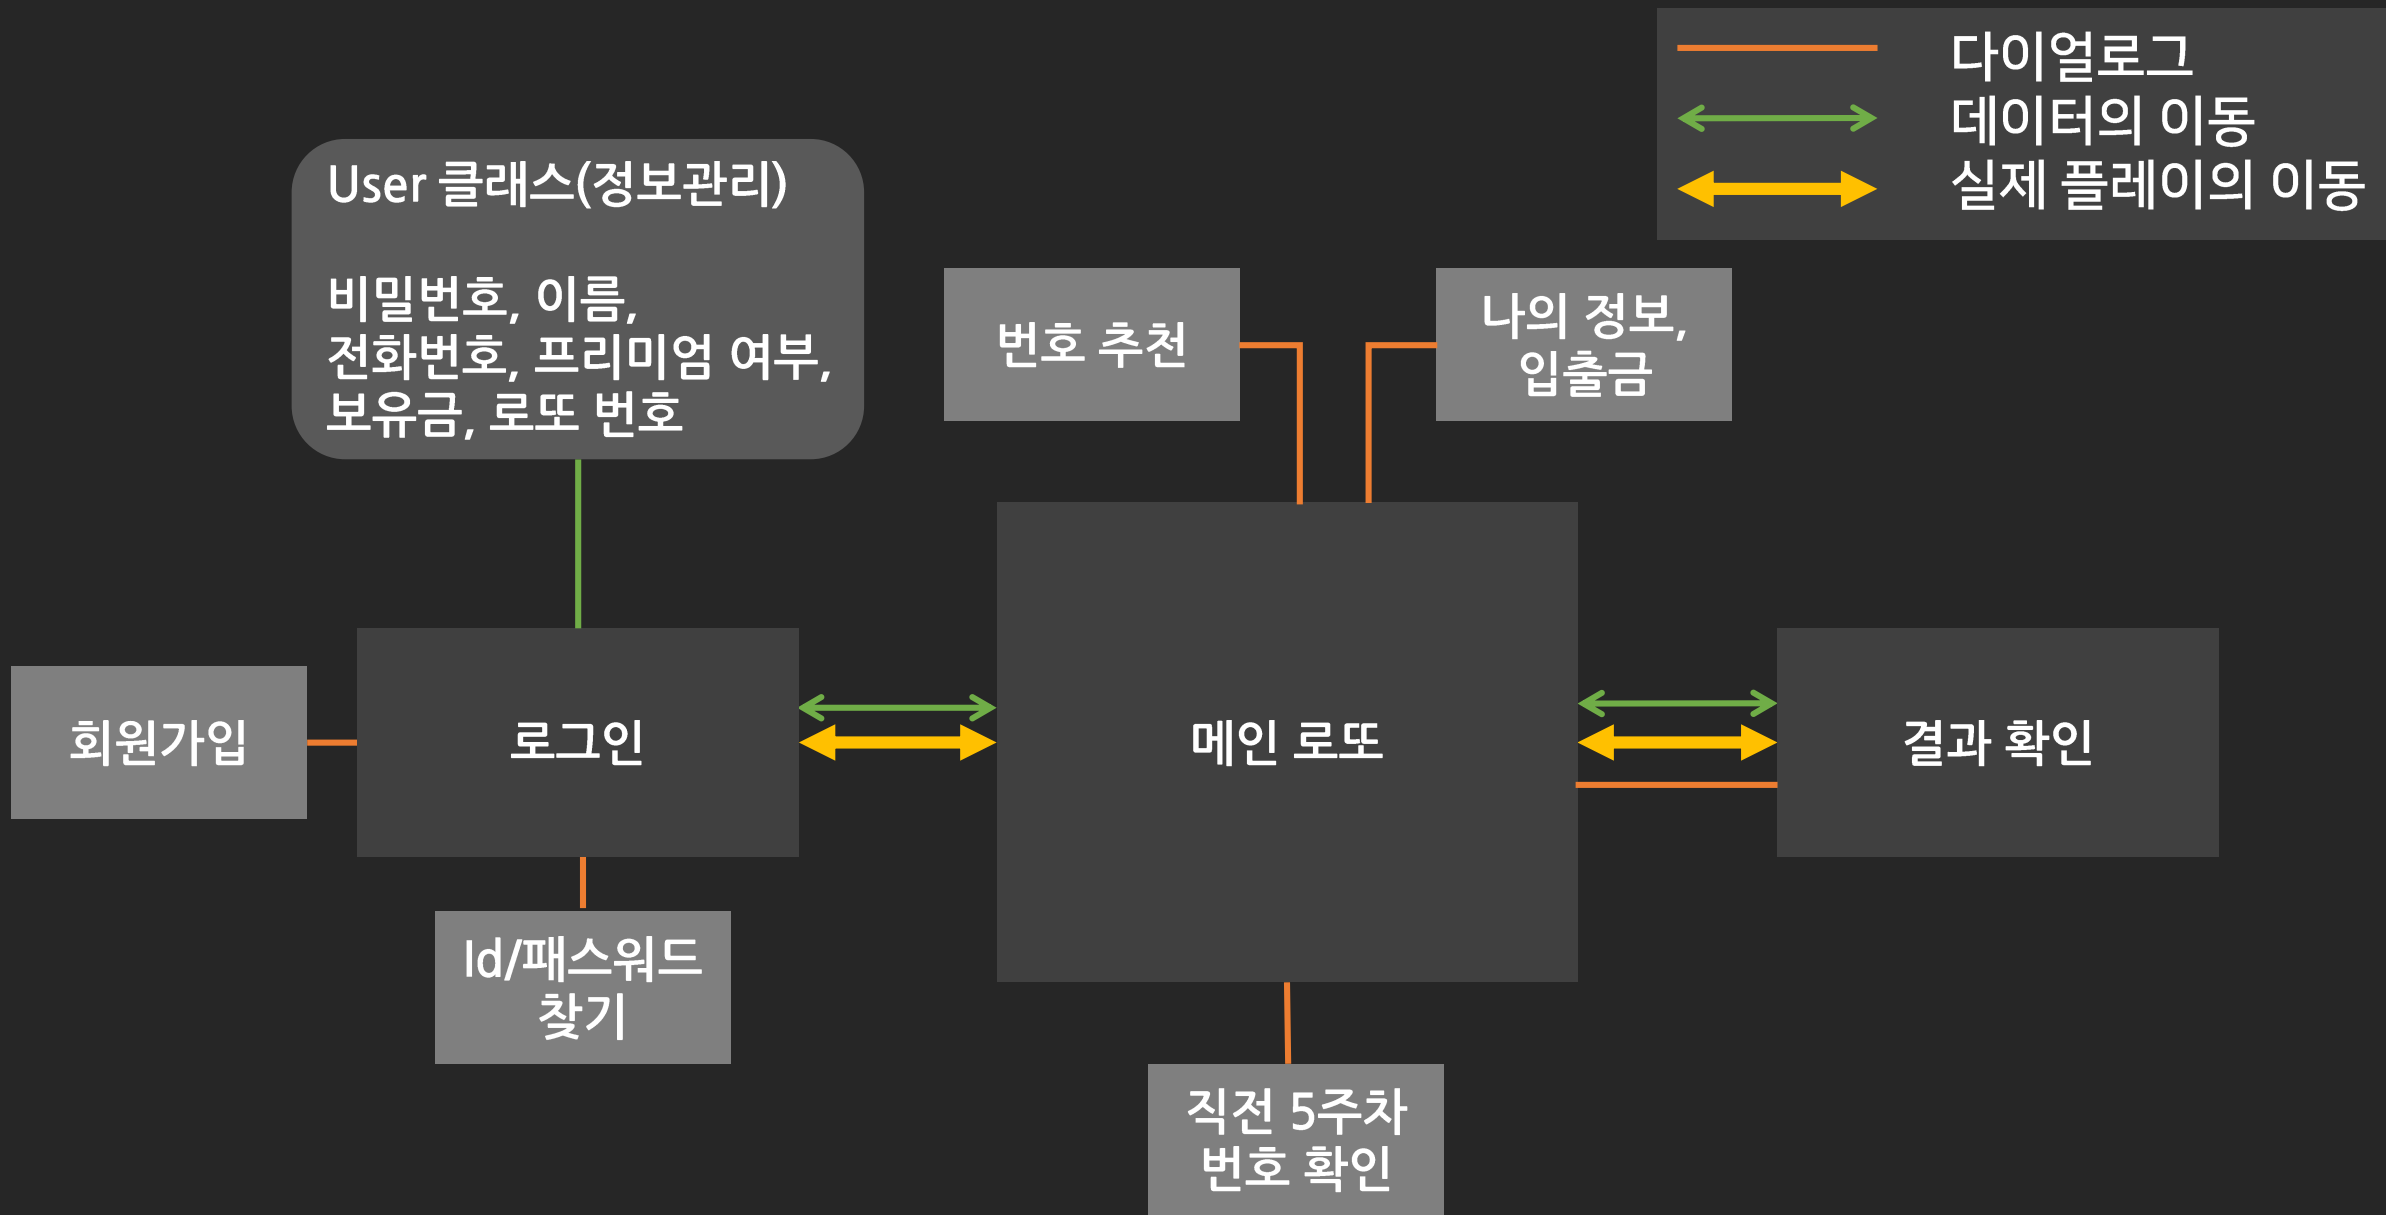 다이얼로그
데이터의 이동
실제 플레이의 이동
User 클래스(정보관리)
비밀번호, 이름,
전화번호, 프리미엄 여부,
보유금, 로또 번호
번호 추천
나의 정보,
입출금
회원가입
로그인
메인 로또
결과 확인
Id/패스워드
찾기
직전 5주차
번호 확인